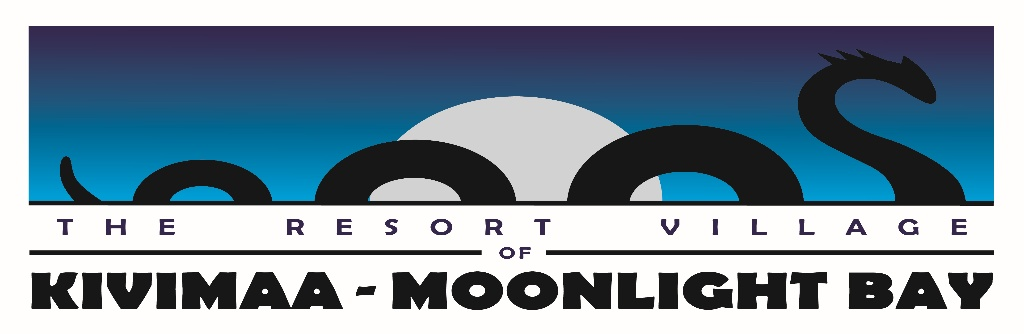 THE RESORT VILLAGE
OF
KIVIMAA - MOONLIGHT BAY